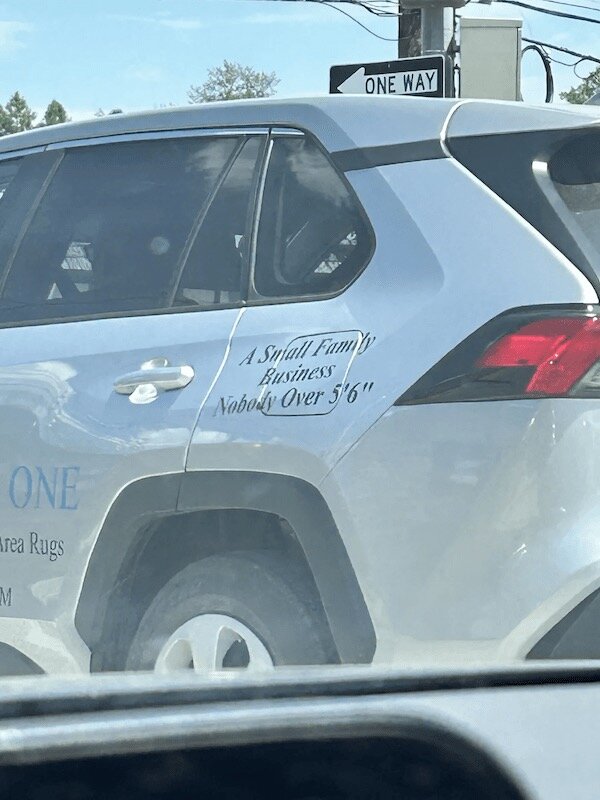 ONE WAY
A Small Family
Business
Nobody Over 5'6"
ONE
Area Rugs
M